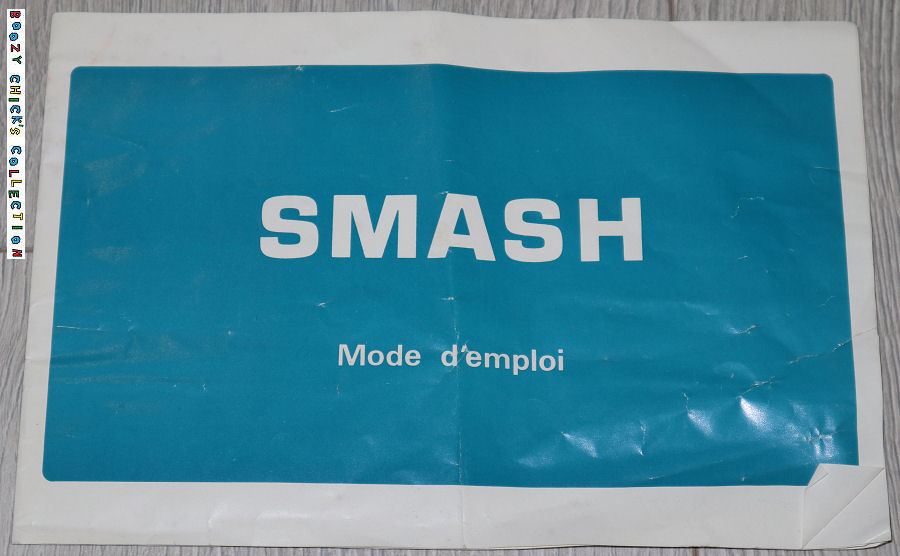 BOOZY CHICK'S COLLECTION
SMASH
Mode d'emploi